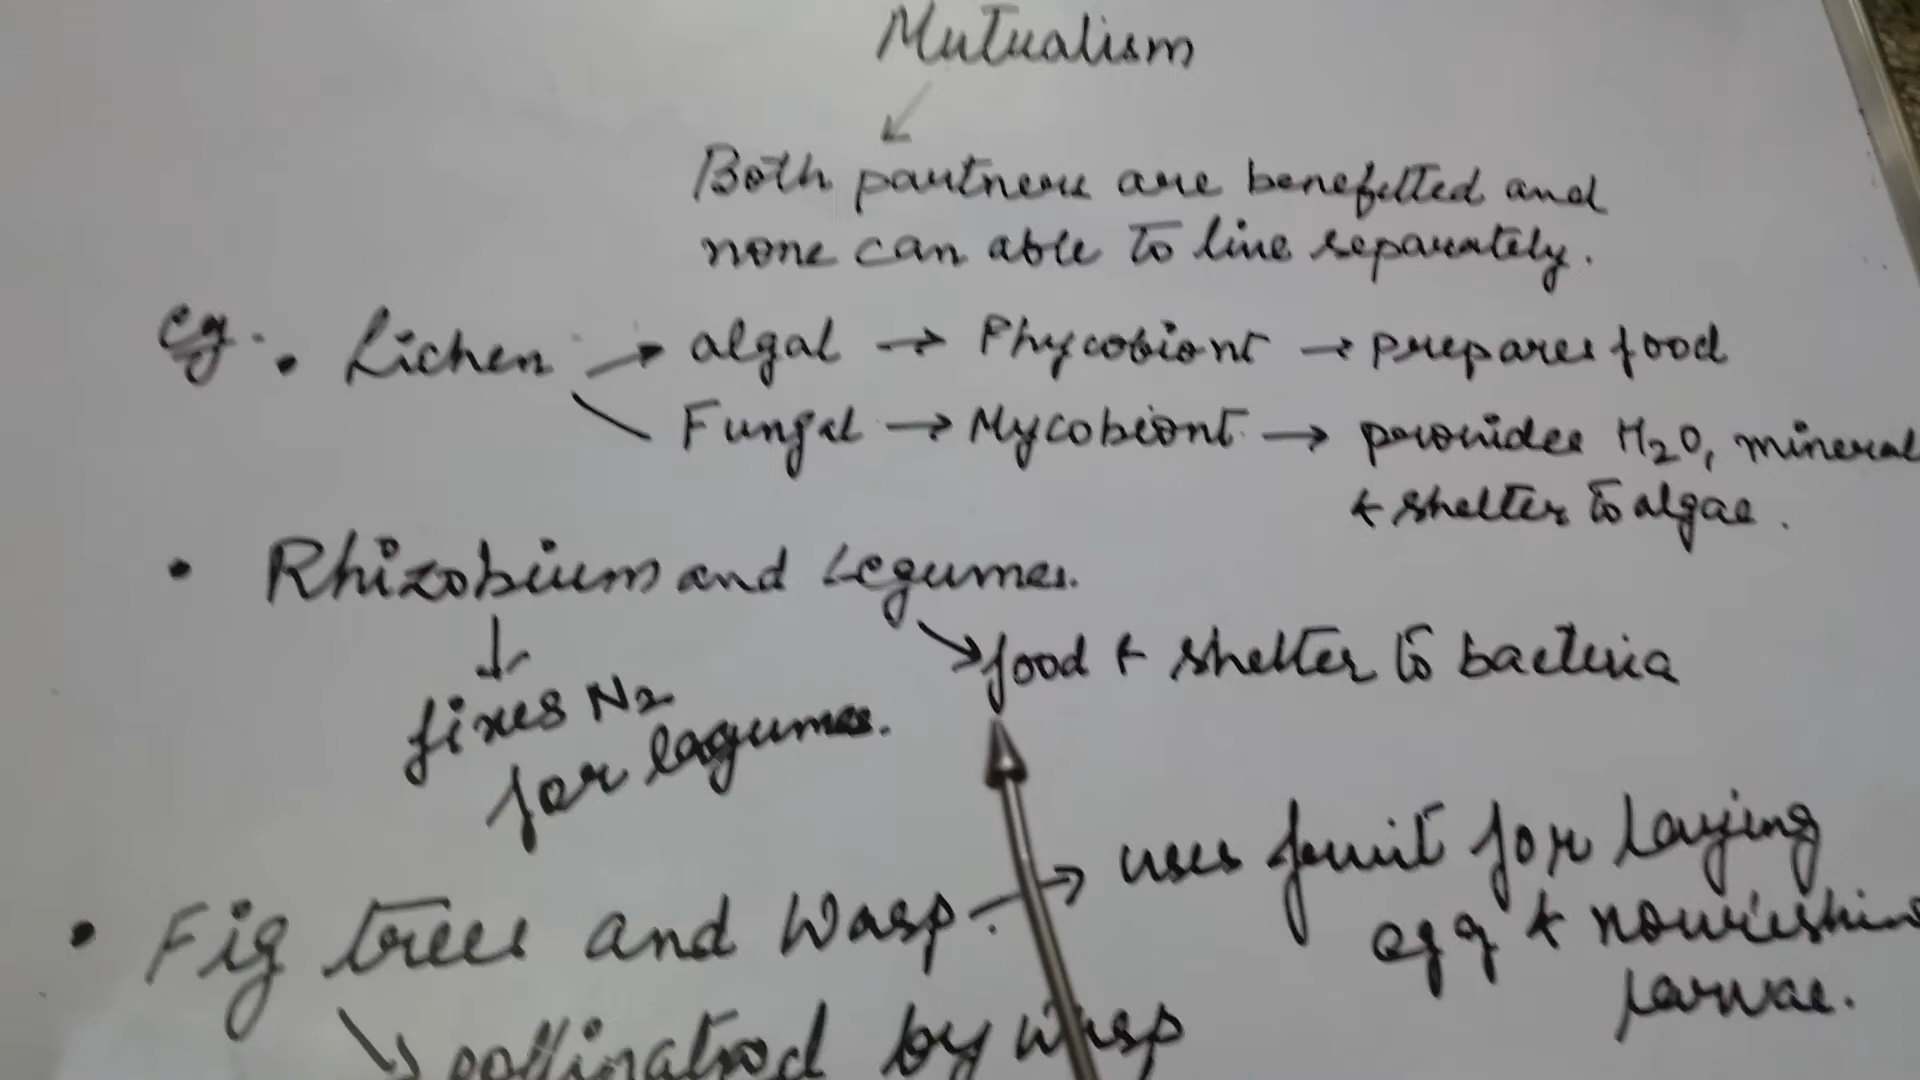 Mutualism
Both partners are benefitted and
none can able to live separately.
eg. • Lichen → algal → Phycobiont → prepares food
Fungal → Mycobiont → provides H2O, mineral
& shelter to algae.
• Rhizobium and Legumes.
food & shelter to bacteria
fixes N2
for legumes.
• Fig trees and Wasp → uses fruit for laying
egg & nourishing
larvae.
pollinated by wasp